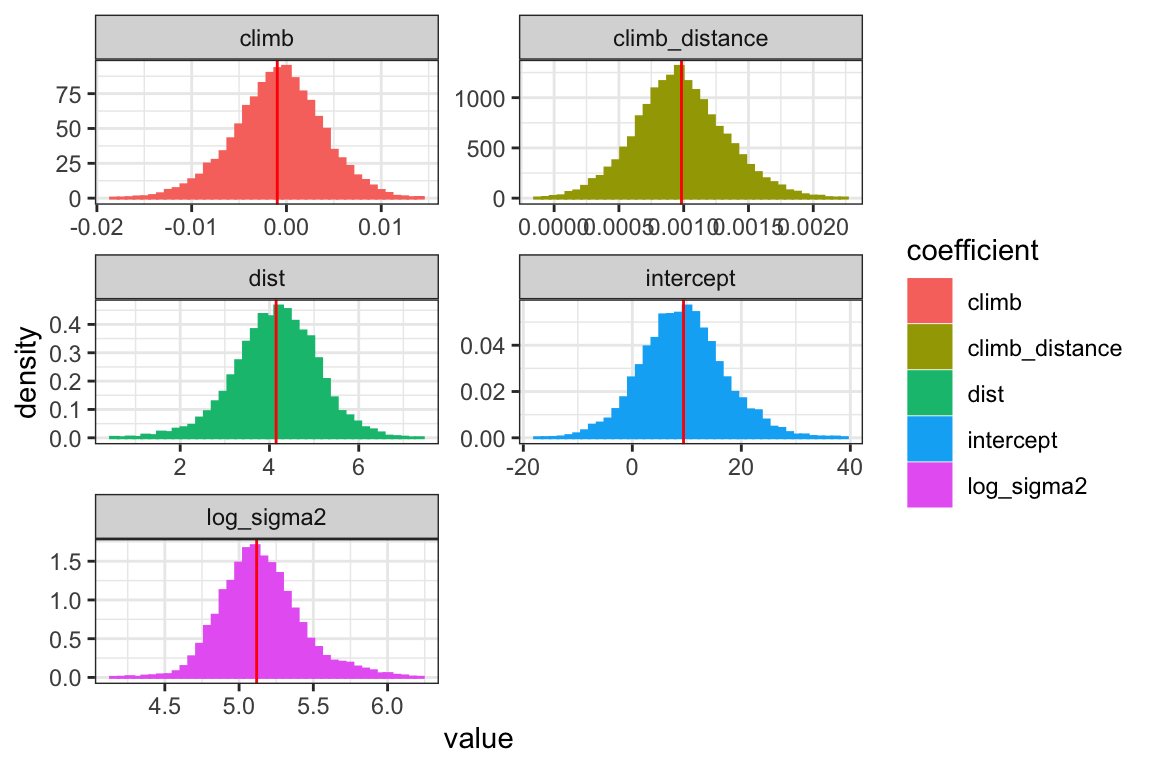 climb
climb_distance
75
50
25
0
1000
500
0
-0.02 -0.01 0.00 0.01
0.0000 0.0005 0.0010 0.0015 0.0020
dist
intercept
0.4
0.3
0.2
0.1
0.0
0.04
0.02
0.00
2 4 6
-20 0 20 40
log_sigma2
1.5
1.0
0.5
0.0
4.5 5.0 5.5 6.0
density
value
coefficient
climb
climb_distance
dist
intercept
log_sigma2